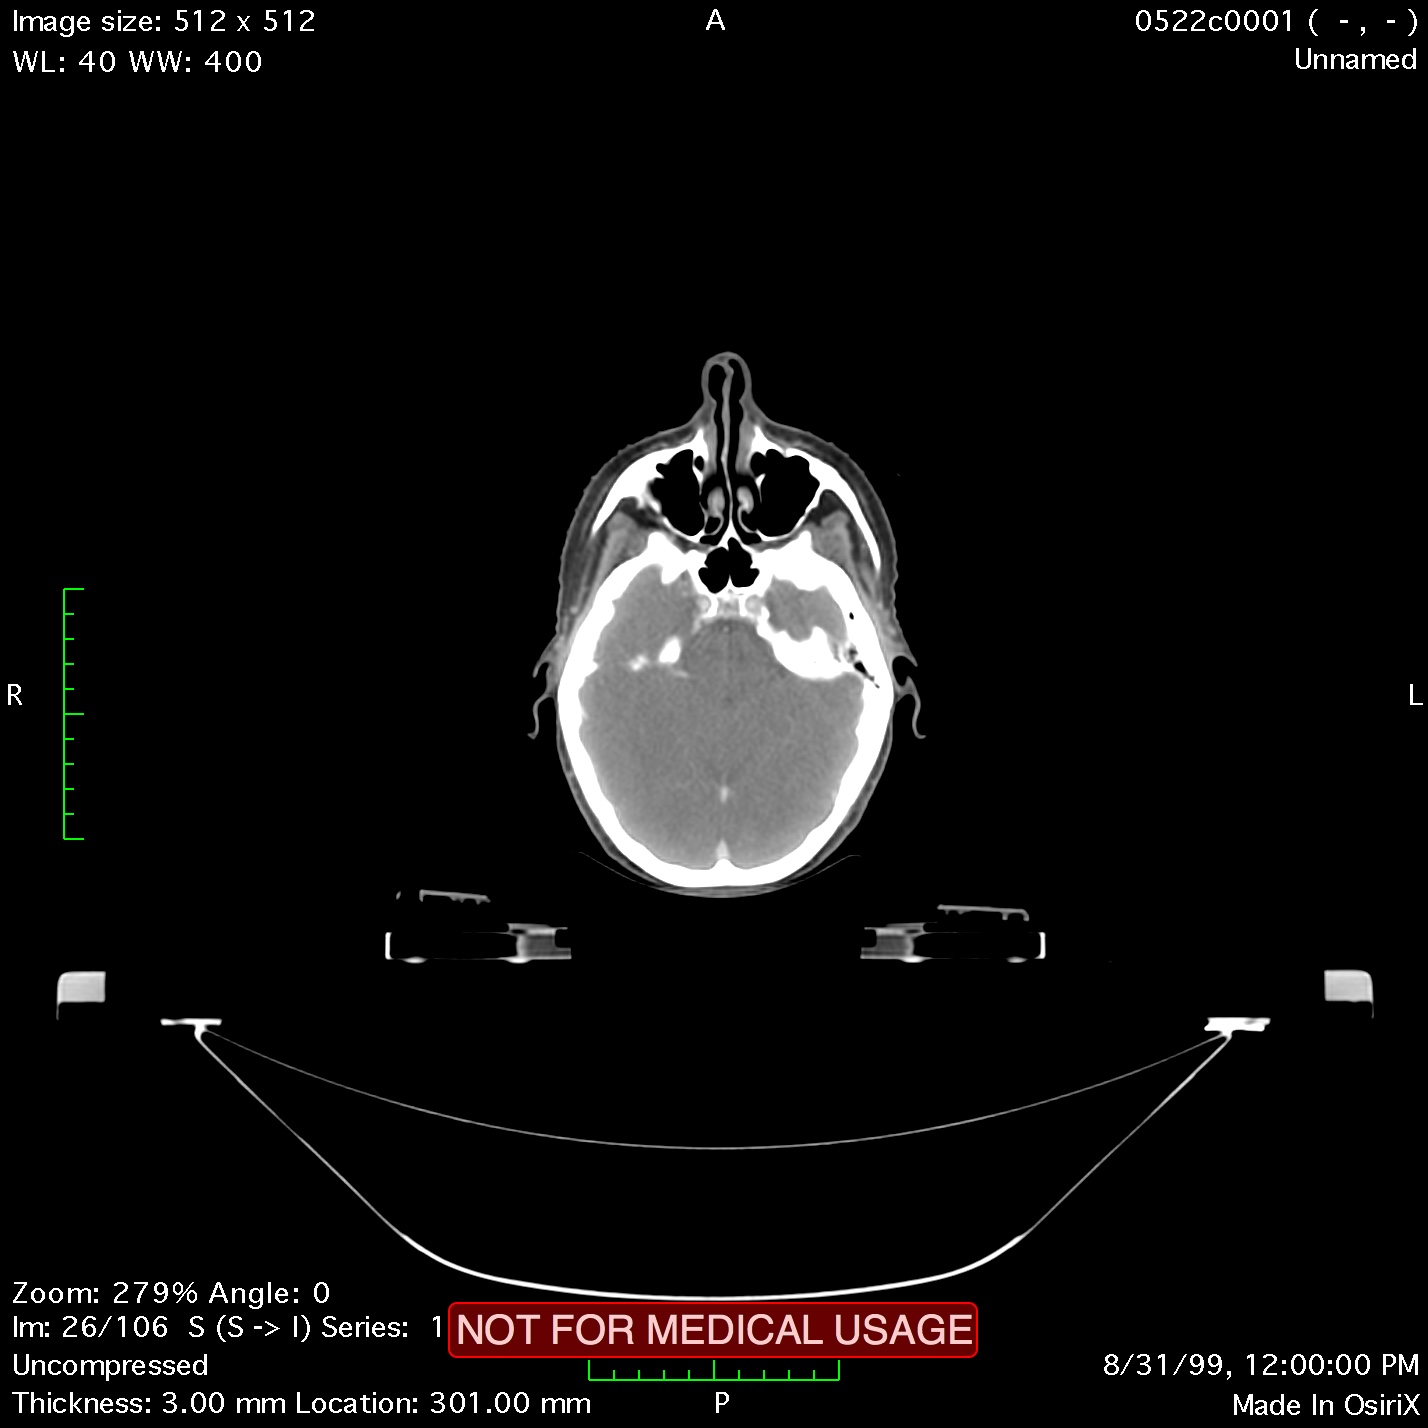 Image size: 512 x 512
WL: 40 WW: 400
A
0522c0001 ( - , - )
Unnamed
R
L
Zoom: 279% Angle: 0
Im: 26/106 S (S -> I) Series: 1
Uncompressed
Thickness: 3.00 mm Location: 301.00 mm
NOT FOR MEDICAL USAGE
P
8/31/99, 12:00:00 PM
Made In OsiriX